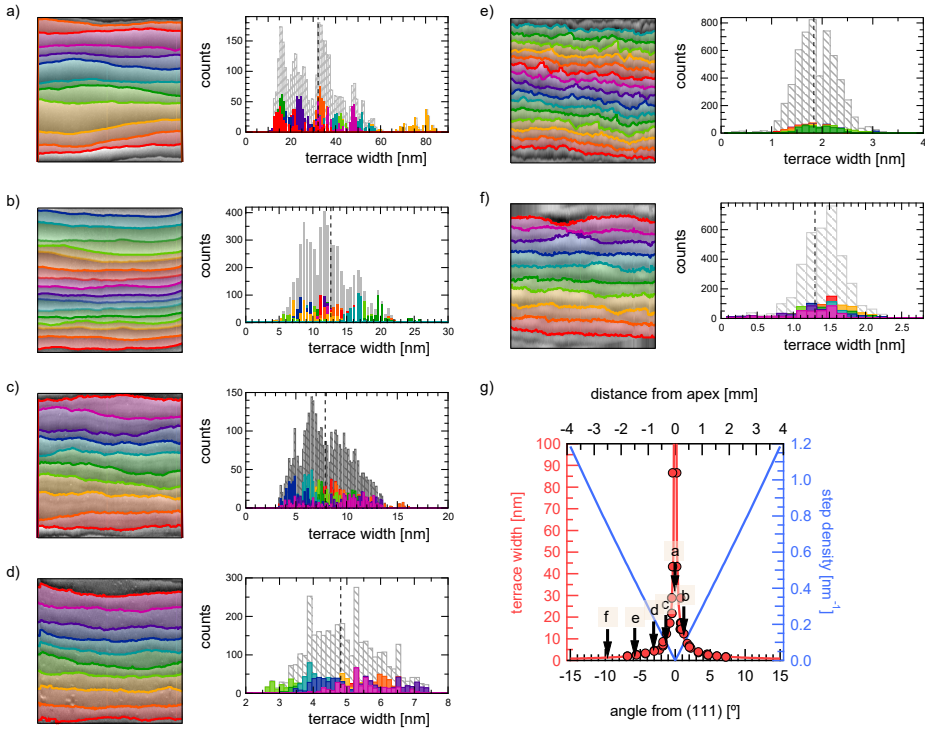 a)
counts
150
100
50
0
20
40
60
80
terrace width [nm]
b)
counts
400
300
200
100
0
0
5
10
15
20
25
30
terrace width [nm]
c)
counts
150
100
50
0
0
5
10
15
20
terrace width [nm]
d)
counts
300
200
100
0
2
3
4
5
6
7
8
terrace width [nm]
e)
counts
800
600
400
200
0
0
1
2
3
4
terrace width [nm]
f)
counts
600
400
200
0
0
0.5
1.0
1.5
2.0
2.5
terrace width [nm]
g)
distance from apex [mm]
-4 -3 -2 -1 0 1 2 3 4
terrace width [nm]
100
90
80
70
60
50
40
30
20
10
0
step density [nm-1]
1.2
1.0
0.8
0.6
0.4
0.2
0.0
a
b
c
d
e
f
-15 -10 -5 0 5 10 15
angle from (111) [º]